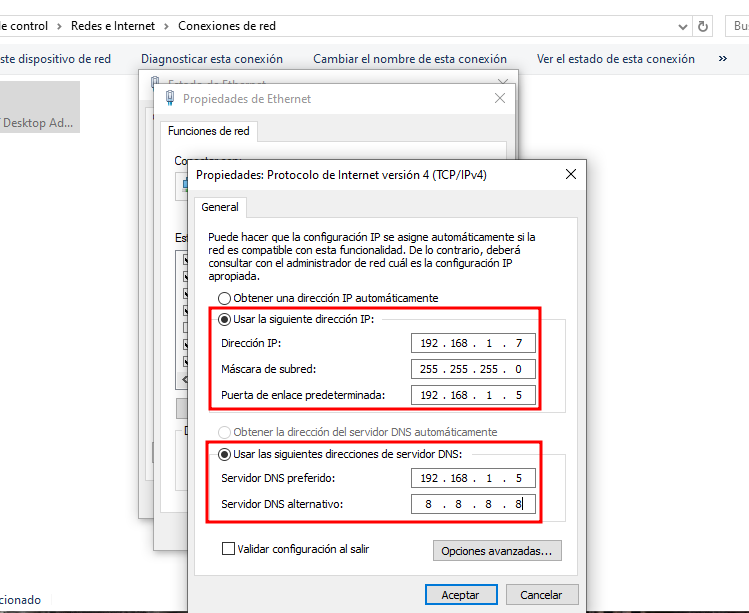 de control > Redes e Internet > Conexiones de red
ste dispositivo de red Diagnosticar esta conexión Cambiar el nombre de esta conexión Ver el estado de esta conexión »
Estado de Ethernet
Propiedades de Ethernet
Desktop Ad...
Funciones de red
Propiedades: Protocolo de Internet versión 4 (TCP/IPv4)
General
Puede hacer que la configuración IP se asigne automáticamente si la
red es compatible con esta funcionalidad. De lo contrario, deberá
consultar con el administrador de red cuál es la configuración IP
apropiada.
Obtener una dirección IP automáticamente
Usar la siguiente dirección IP:
Dirección IP: 192 . 168 . 1 . 7
Máscara de subred: 255 . 255 . 255 . 0
Puerta de enlace predeterminada: 192 . 168 . 1 . 5
Obtener la dirección del servidor DNS automáticamente
Usar las siguientes direcciones de servidor DNS:
Servidor DNS preferido: 192 . 168 . 1 . 5
Servidor DNS alternativo: 8 . 8 . 8 . 8
Validar configuración al salir
Opciones avanzadas...
Aceptar Cancelar
cionado